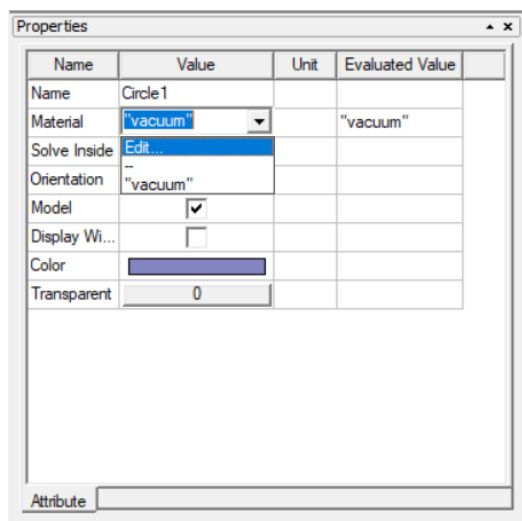 Properties
Name Value Unit Evaluated Value
Name Circle1
Material "vacuum" "vacuum"
Solve Inside Edit...
--
Orientation "vacuum"
Model
Display Wi...
Color
Transparent 0
Attribute